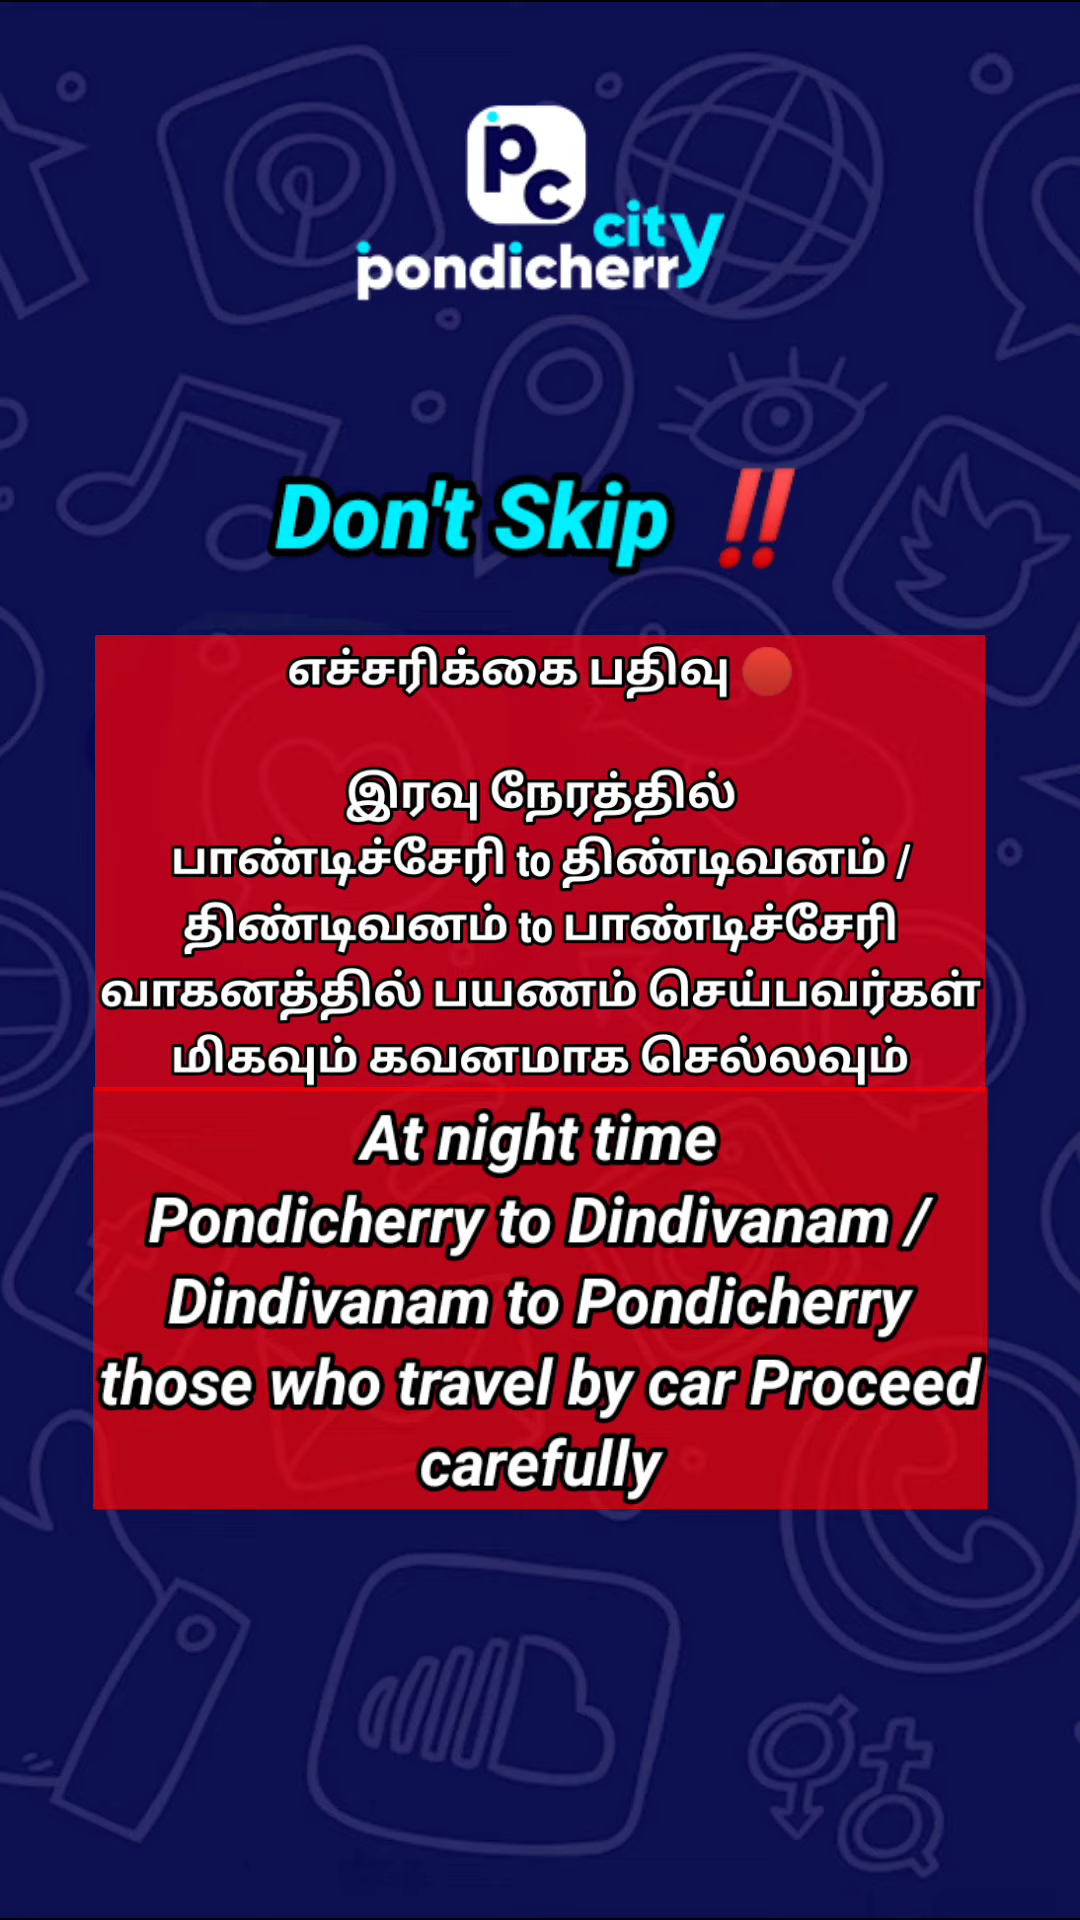 pc
city
pondicherry
Don't Skip ‼️
எச்சரிக்கை பதிவு 🔴
இரவு நேரத்தில்
பாண்டிச்சேரி to திண்டிவனம் /
திண்டிவனம் to பாண்டிச்சேரி
வாகனத்தில் பயணம் செய்பவர்கள்
மிகவும் கவனமாக செல்லவும்
At night time
Pondicherry to Dindivanam /
Dindivanam to Pondicherry
those who travel by car Proceed
carefully